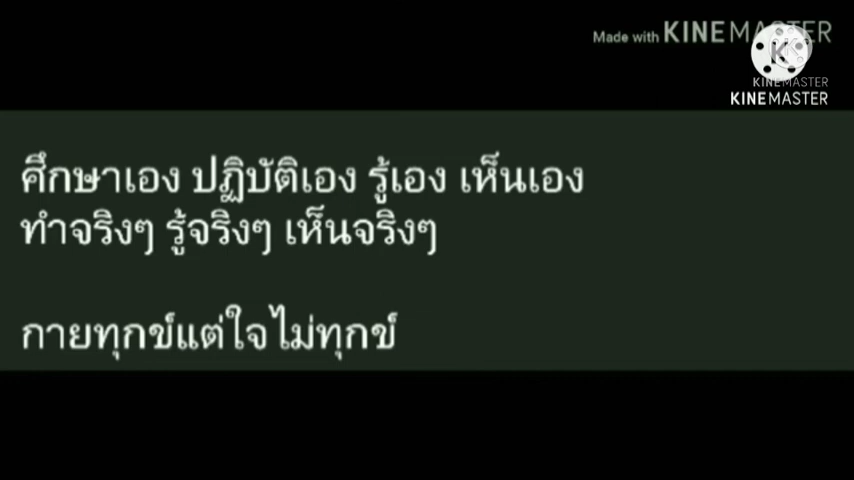 Made with KINEMASTER
KINEMASTER
KINEMASTER
ศึกษาเอง ปฏิบัติเอง รู้เอง เห็นเอง
ทำจริงๆ รู้จริงๆ เห็นจริงๆ
กายทุกข์แต่ใจไม่ทุกข์